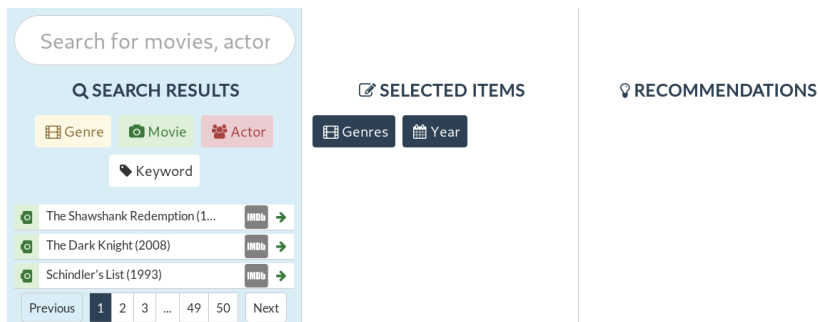 Search for movies, actor
SEARCH RESULTS
Genre Movie Actor
Keyword
The Shawshank Redemption (1... IMDb
The Dark Knight (2008) IMDb
Schindler's List (1993) IMDb
Previous 1 2 3 ... 49 50 Next
SELECTED ITEMS
Genres Year
RECOMMENDATIONS